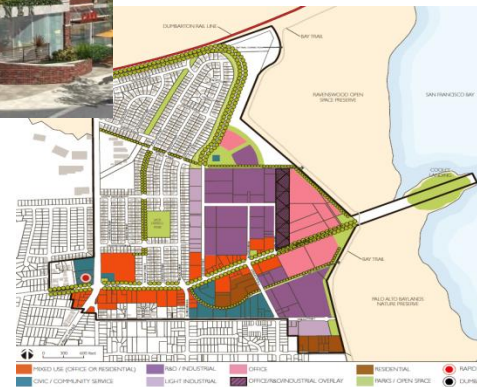 DUMBARTON RAIL LINE
BAY TRAIL
RAVENSWOOD OPEN
SPACE PRESERVE
SAN FRANCISCO BAY
COOLEY
LANDING
BAY TRAIL
PALO ALTO BAYLANDS
NATURE PRESERVE
MIXED USE (OFFICE OR RESIDENTIAL)
R&D / INDUSTRIAL
OFFICE
RESIDENTIAL
RAPID
CIVIC / COMMUNITY SERVICE
LIGHT INDUSTRIAL
OFFICE/R&D/INDUSTRIAL OVERLAY
PARKS / OPEN SPACE
DUMB